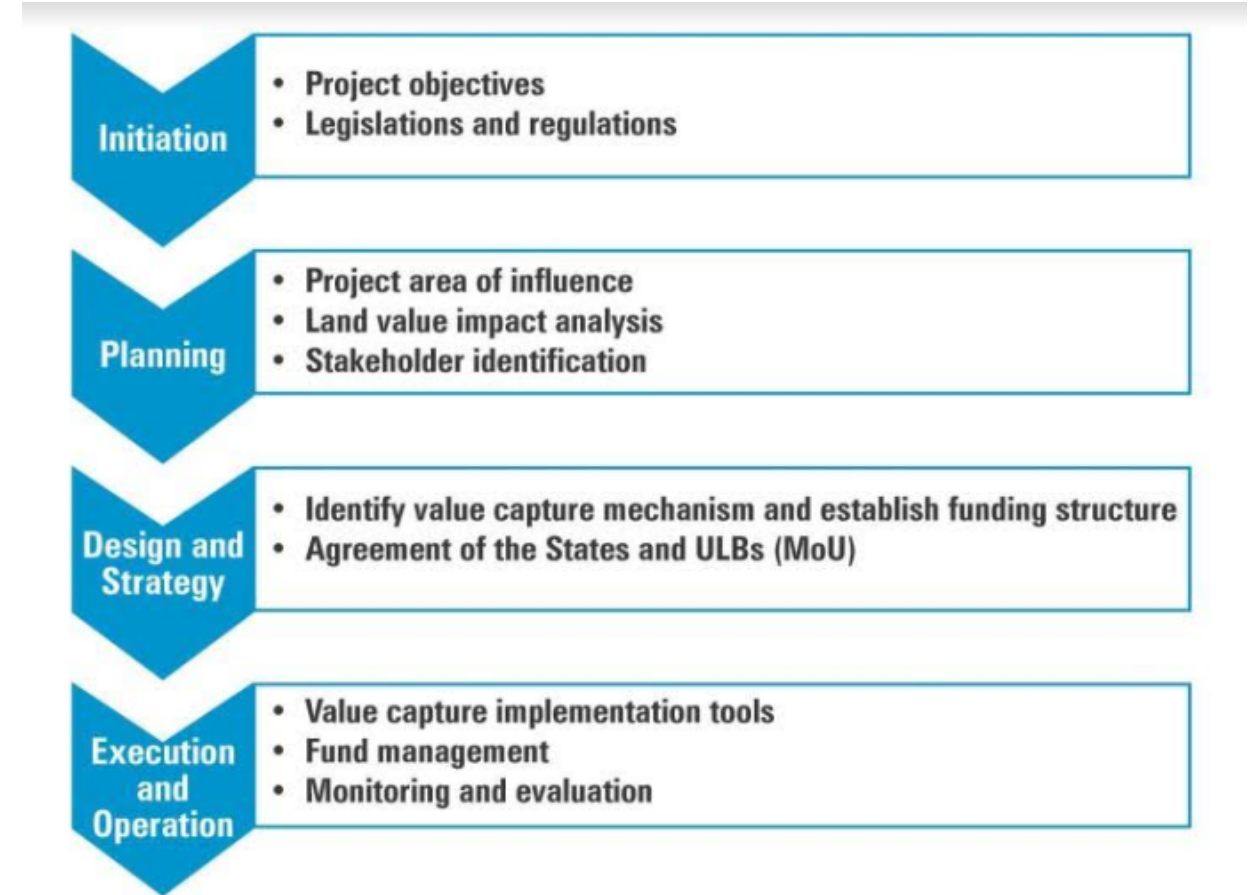 Initiation
• Project objectives
• Legislations and regulations
Planning
• Project area of influence
• Land value impact analysis
• Stakeholder identification
Design and
Strategy
• Identify value capture mechanism and establish funding structure
• Agreement of the States and ULBs (MoU)
Execution
and
Operation
• Value capture implementation tools
• Fund management
• Monitoring and evaluation